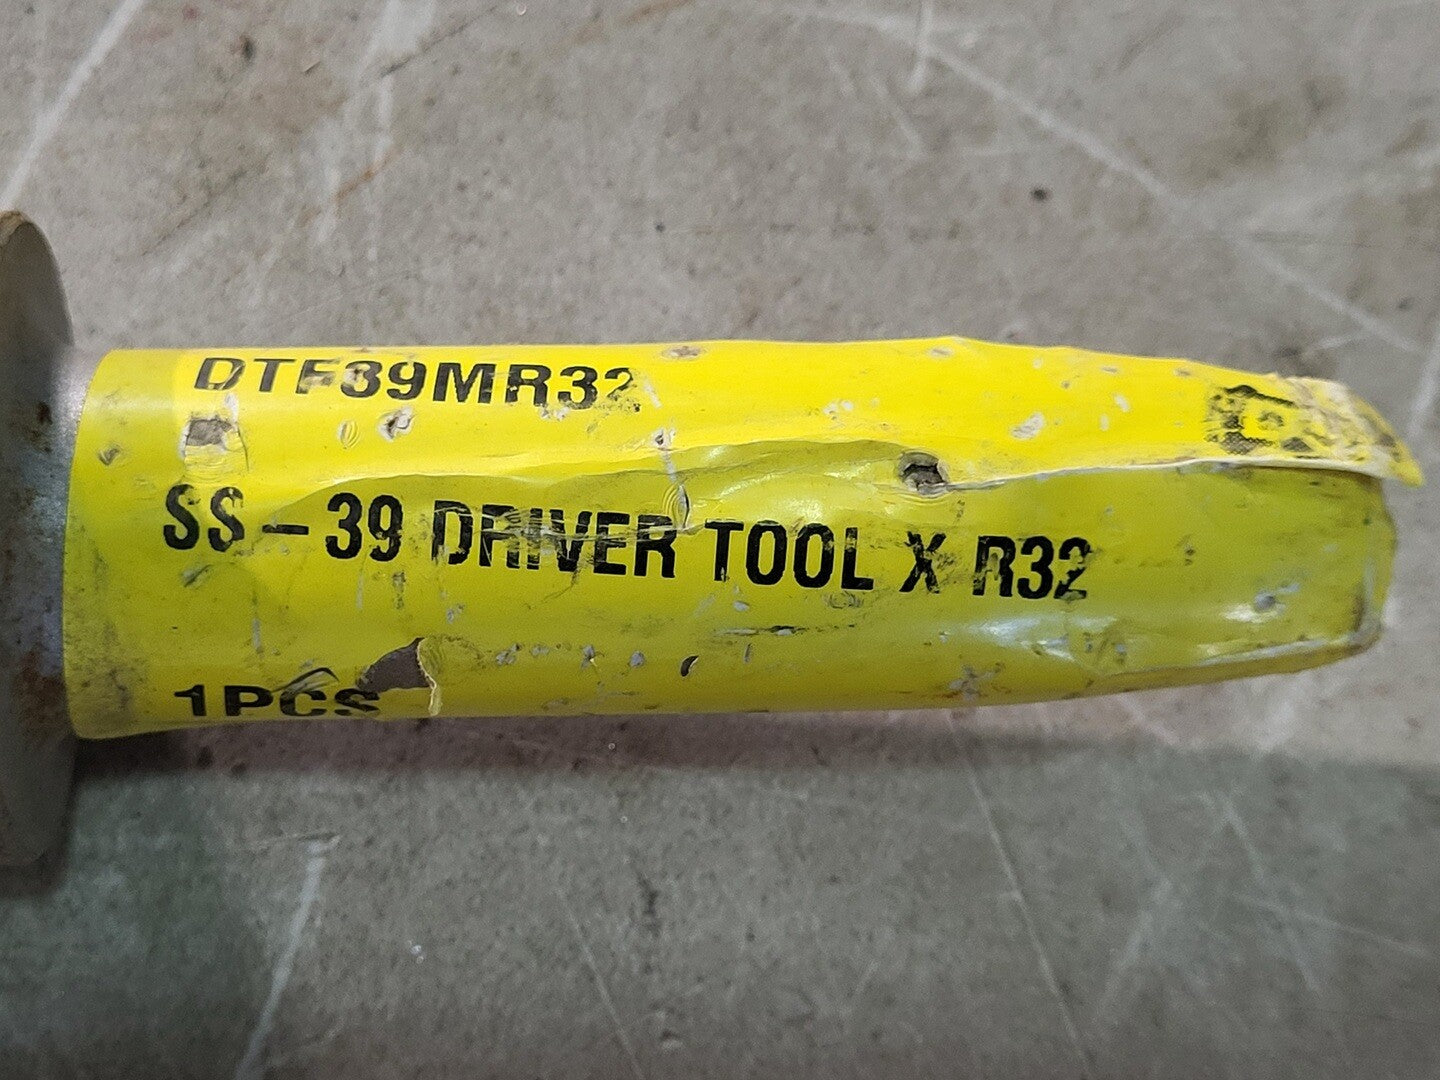 DTF39MR32
SS-39 DRIVER TOOL X R32
1PCS